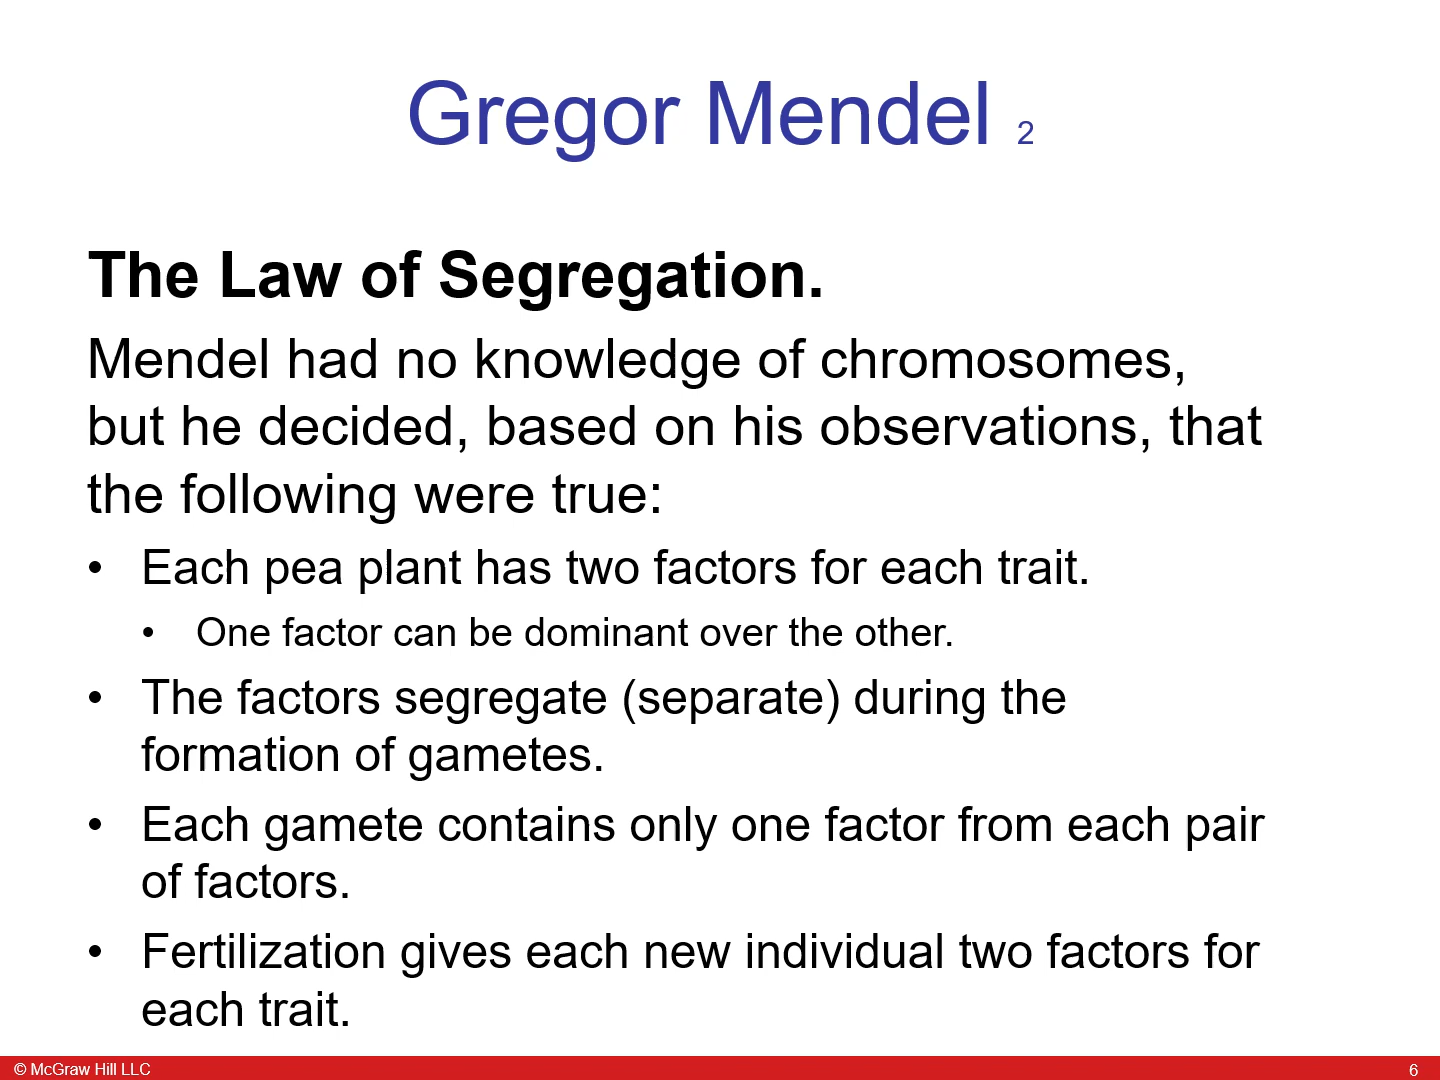 Gregor Mendel 2
The Law of Segregation.
Mendel had no knowledge of chromosomes,
but he decided, based on his observations, that
the following were true:
• Each pea plant has two factors for each trait.
• One factor can be dominant over the other.
• The factors segregate (separate) during the
formation of gametes.
• Each gamete contains only one factor from each pair
of factors.
• Fertilization gives each new individual two factors for
each trait.
© McGraw Hill LLC
6